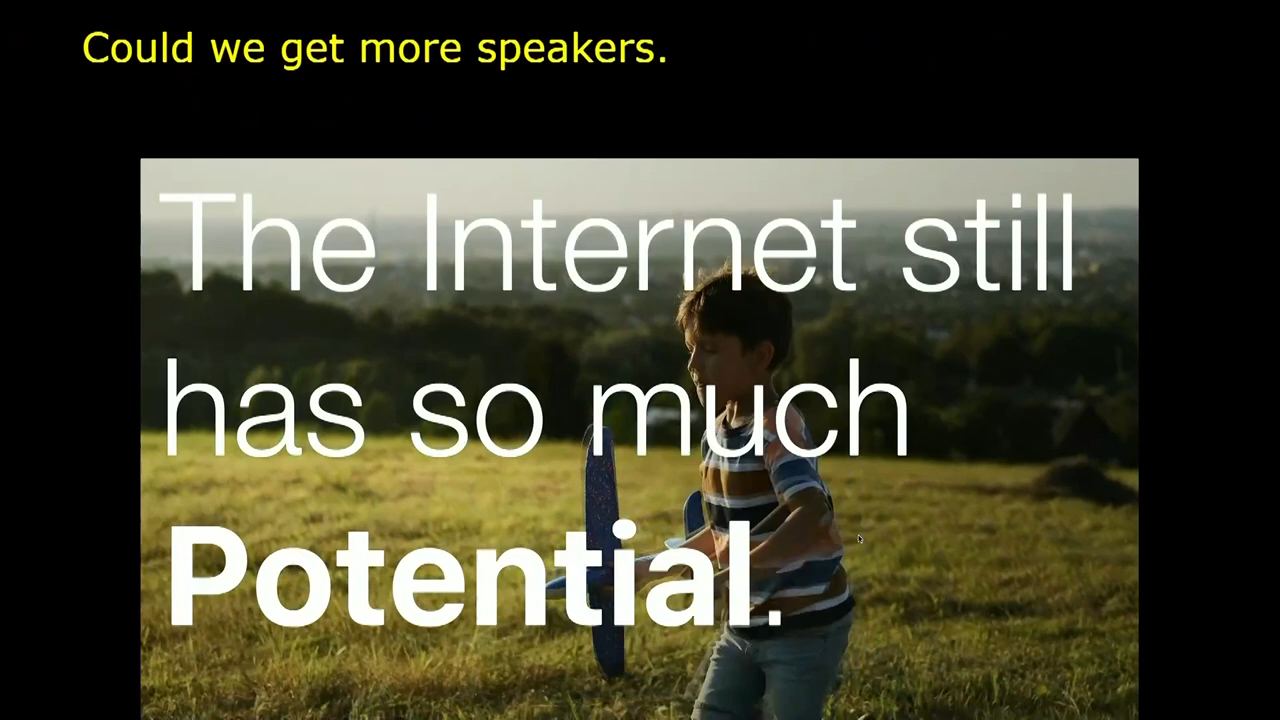 Could we get more speakers.
The Internet still
has so much
Potential.